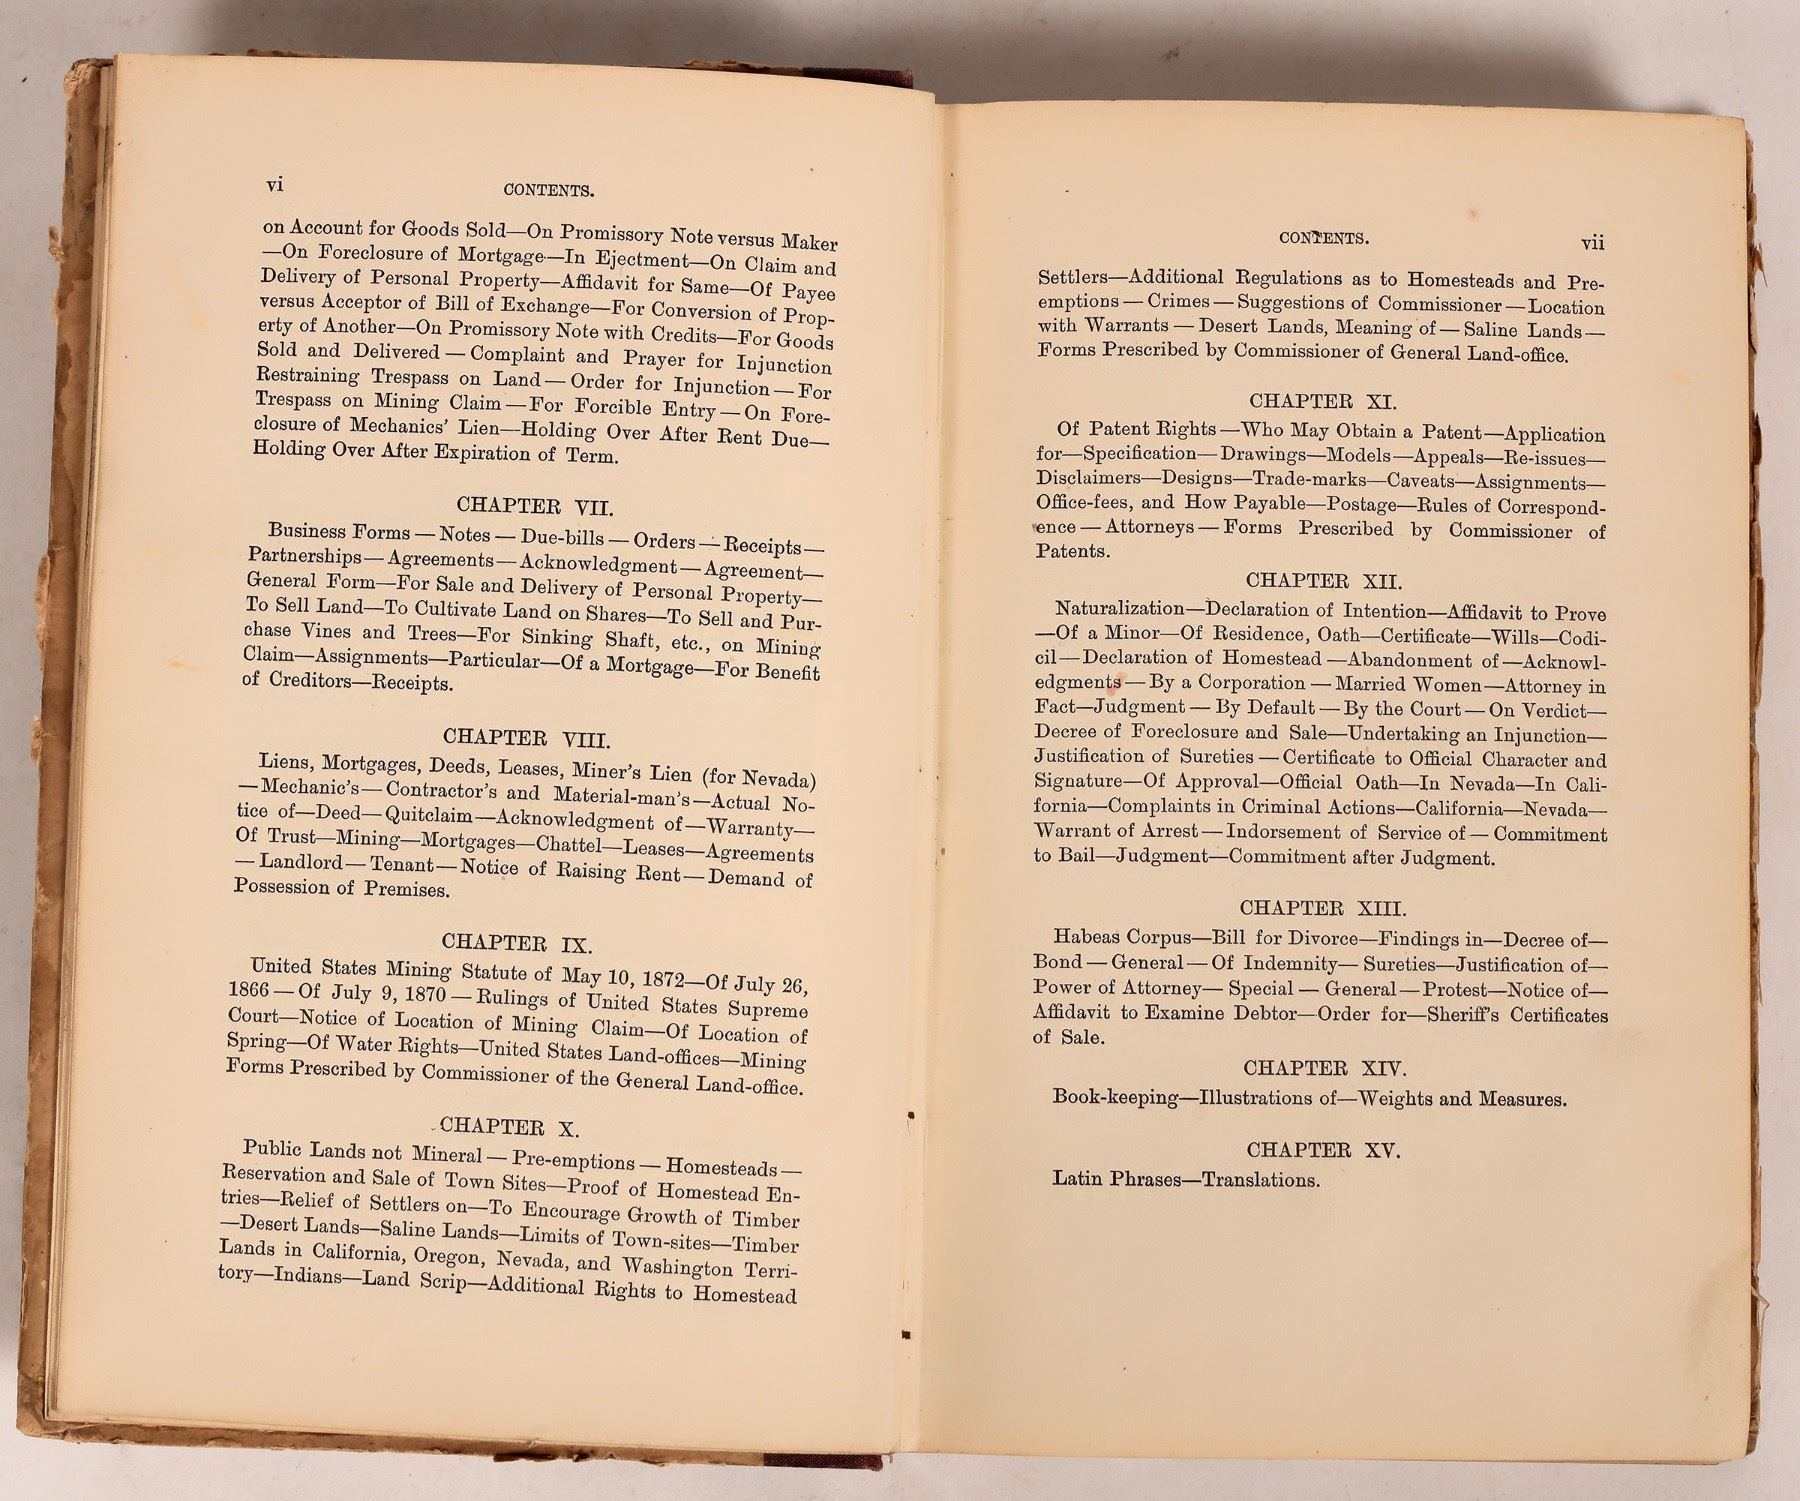 vi
CONTENTS.
on Account for Goods Sold—On Promissory Note versus Maker
—On Foreclosure of Mortgage—In Ejectment—On Claim and
Delivery of Personal Property—Affidavit for Same—Of Payee
versus Acceptor of Bill of Exchange—For Conversion of Prop-
erty of Another—On Promissory Note with Credits—For Goods
Sold and Delivered — Complaint and Prayer for Injunction
Restraining Trespass on Land — Order for Injunction — For
Trespass on Mining Claim — For Forcible Entry — On Fore-
closure of Mechanics' Lien—Holding Over After Rent Due—
Holding Over After Expiration of Term.
CHAPTER VII.
Business Forms — Notes — Due-bills — Orders — Receipts—
Partnerships — Agreements — Acknowledgment — Agreement—
General Form—For Sale and Delivery of Personal Property—
To Sell Land—To Cultivate Land on Shares—To Sell and Pur-
chase Vines and Trees—For Sinking Shaft, etc., on Mining
Claim—Assignments—Particular—Of a Mortgage—For Benefit
of Creditors—Receipts.
CHAPTER VIII.
Liens, Mortgages, Deeds, Leases, Miner's Lien (for Nevada)
— Mechanic's — Contractor's and Material-man's — Actual No-
tice of—Deed—Quitclaim—Acknowledgment of—Warranty—
Of Trust—Mining—Mortgages—Chattel—Leases—Agreements
— Landlord — Tenant — Notice of Raising Rent — Demand of
Possession of Premises.
CHAPTER IX.
United States Mining Statute of May 10, 1872—Of July 26,
1866 — Of July 9, 1870 — Rulings of United States Supreme
Court—Notice of Location of Mining Claim—Of Location of
Spring—Of Water Rights—United States Land-offices—Mining
Forms Prescribed by Commissioner of the General Land-office.
CHAPTER X.
Public Lands not Mineral — Pre-emptions — Homesteads —
Reservation and Sale of Town Sites—Proof of Homestead En-
tries—Relief of Settlers on—To Encourage Growth of Timber
—Desert Lands—Saline Lands—Limits of Town-sites—Timber
Lands in California, Oregon, Nevada, and Washington Terri-
tory—Indians—Land Scrip—Additional Rights to Homestead
CONTENTS.
vii
Settlers—Additional Regulations as to Homesteads and Pre-
emptions — Crimes — Suggestions of Commissioner — Location
with Warrants — Desert Lands, Meaning of — Saline Lands —
Forms Prescribed by Commissioner of General Land-office.
CHAPTER XI.
Of Patent Rights —Who May Obtain a Patent—Application
for—Specification—Drawings—Models—Appeals—Re-issues—
Disclaimers—Designs—Trade-marks—Caveats—Assignments—
Office-fees, and How Payable—Postage—Rules of Correspond-
ence — Attorneys — Forms Prescribed by Commissioner of
Patents.
CHAPTER XII.
Naturalization—Declaration of Intention—Affidavit to Prove
—Of a Minor—Of Residence, Oath—Certificate—Wills—Codi-
cil — Declaration of Homestead —Abandonment of —Acknowl-
edgments — By a Corporation — Married Women—Attorney in
Fact—Judgment — By Default — By the Court — On Verdict—
Decree of Foreclosure and Sale—Undertaking an Injunction—
Justification of Sureties — Certificate to Official Character and
Signature—Of Approval—Official Oath—In Nevada—In Cali-
fornia—Complaints in Criminal Actions—California—Nevada—
Warrant of Arrest — Indorsement of Service of — Commitment
to Bail—Judgment—Commitment after Judgment.
CHAPTER XIII.
Habeas Corpus—Bill for Divorce—Findings in—Decree of—
Bond — General — Of Indemnity— Sureties—Justification of—
Power of Attorney— Special — General — Protest—Notice of—
Affidavit to Examine Debtor—Order for—Sheriff's Certificates
of Sale.
CHAPTER XIV.
Book-keeping—Illustrations of—Weights and Measures.
CHAPTER XV.
Latin Phrases—Translations.